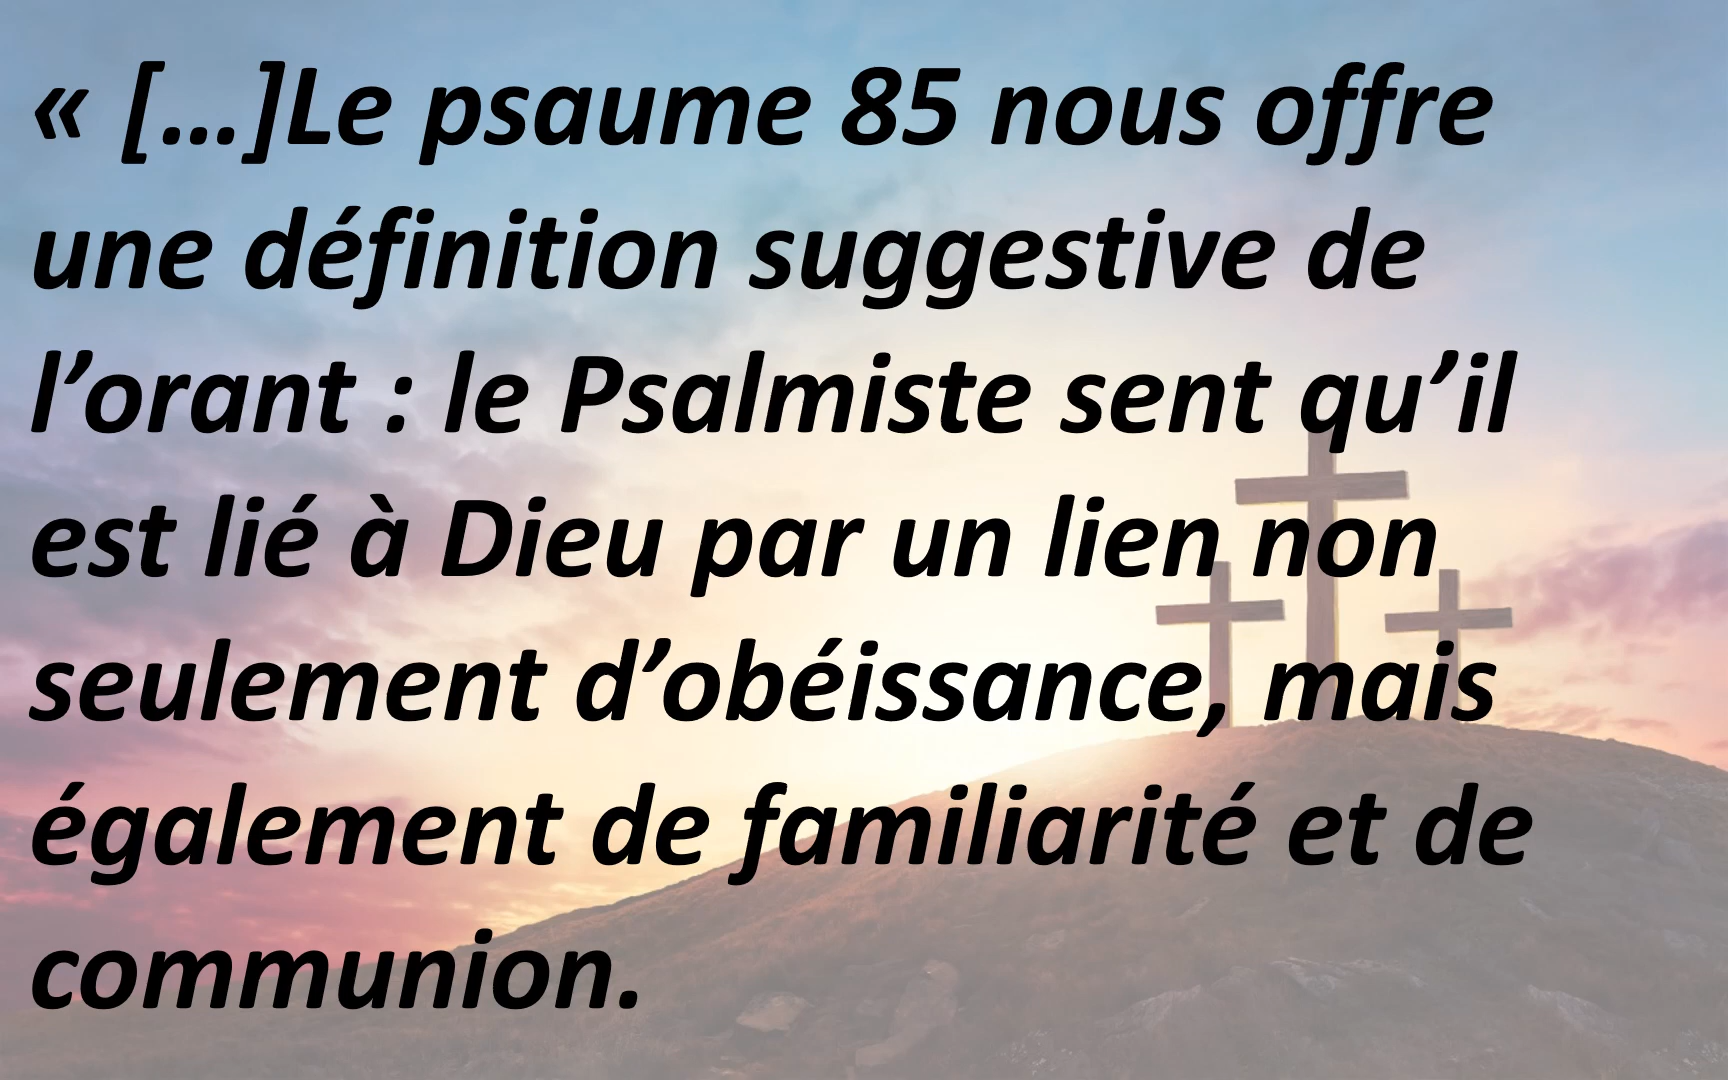 « […]Le psaume 85 nous offre
une définition suggestive de
l’orant : le Psalmiste sent qu’il
est lié à Dieu par un lien non
seulement d’obéissance, mais
également de familiarité et de
communion.